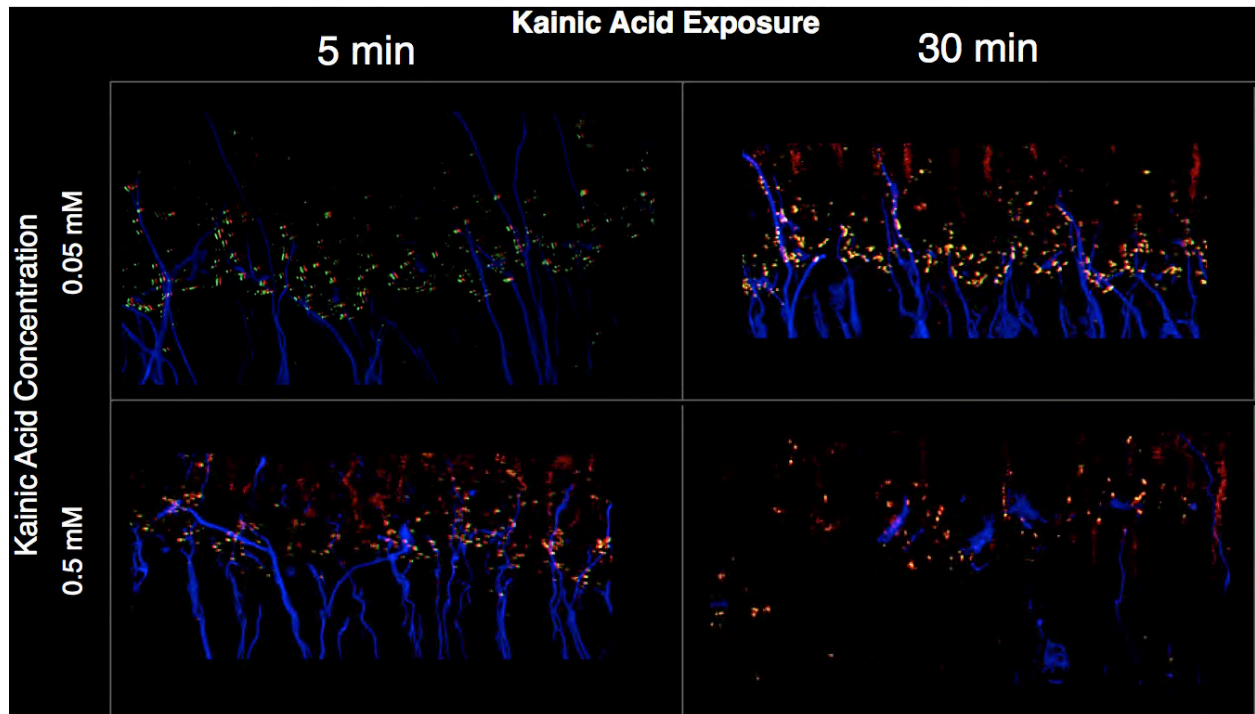 Kainic Acid Exposure
5 min
30 min
Kainic Acid Concentration
0.05 mM
0.5 mM